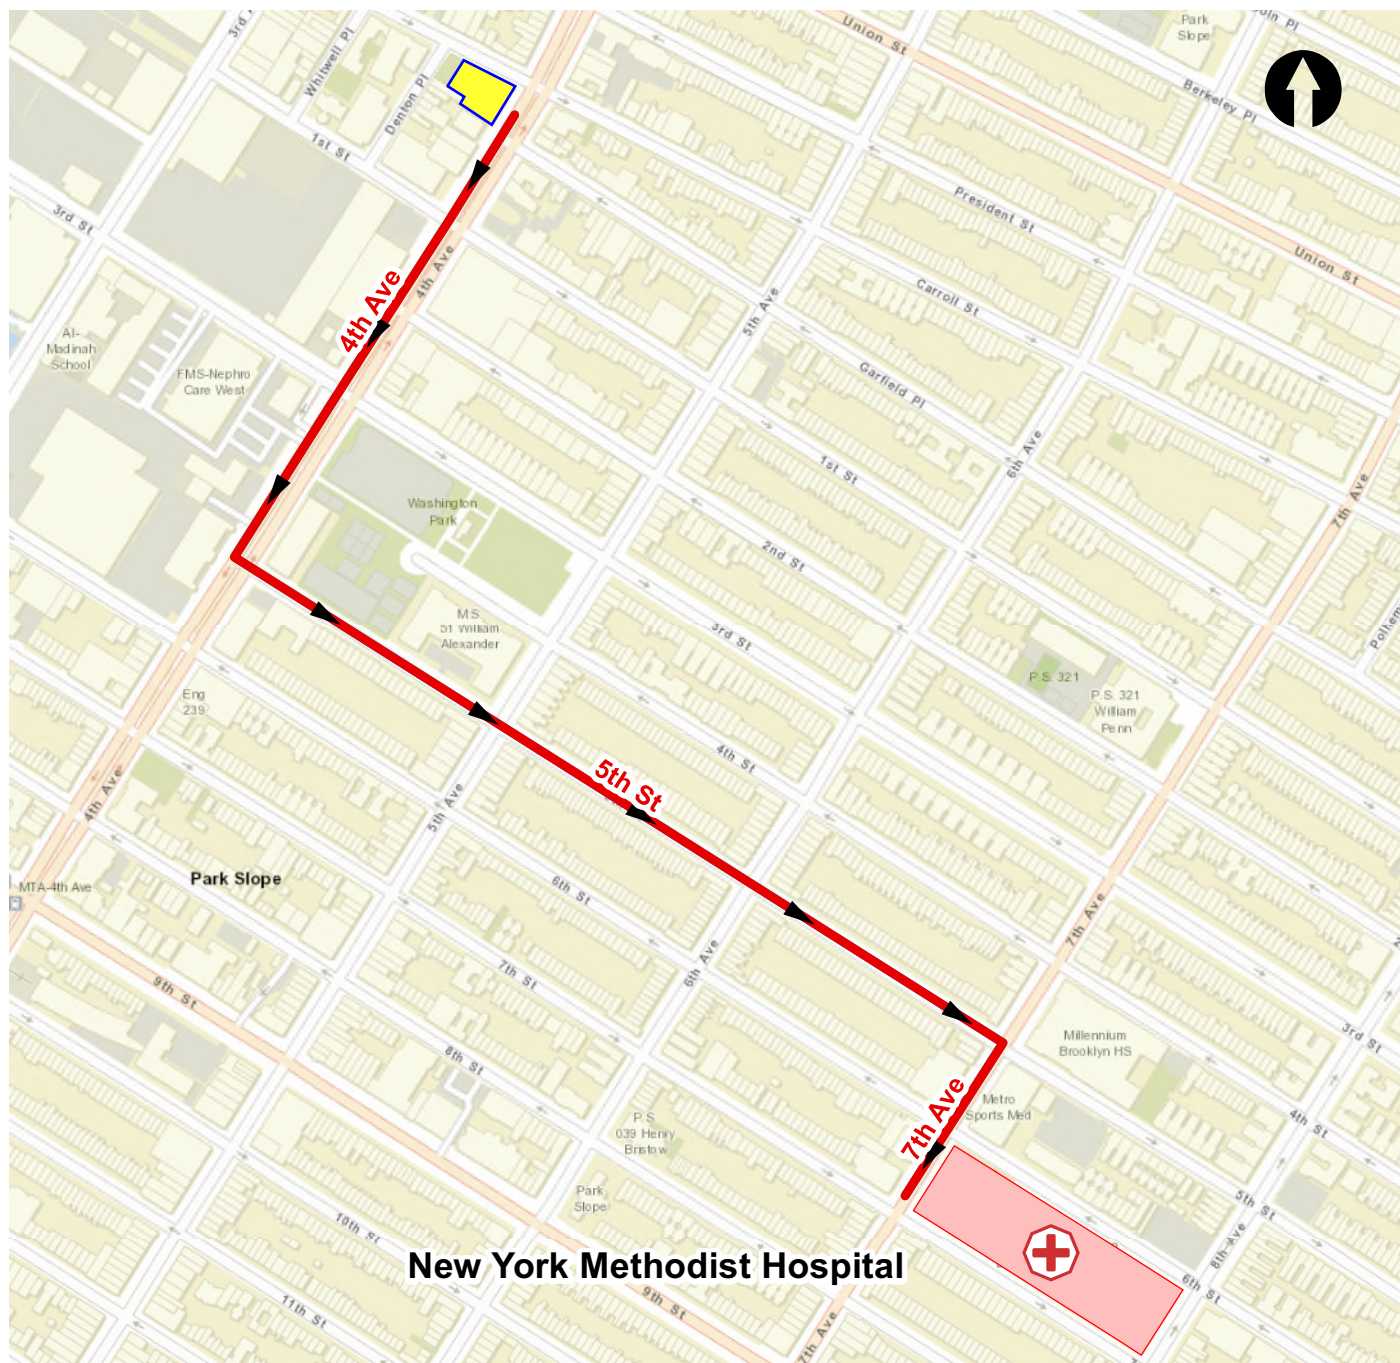 3rd
Whitwell Pl
Denton Pl
Union St
Park
Slope
oln Pl
Berkeley Pl
1st St
3rd St
President St
Union St
4th Ave
4th Ave
5th Ave
Carroll St
Al-
Madinah
School
FMS-Nephro
Care West
Garfield Pl
6th Ave
1st St
7th Ave
Washington
Park
2nd St
M.S.
51 William
Alexander
3rd St
Polhem
P.S. 321
P.S. 321
William
Penn
Eng
239
4th St
4th Ave
5th Ave
5th St
MTA-4th Ave
Park Slope
6th St
7th Ave
6th Ave
7th St
9th St
3rd St
Millennium
Brooklyn HS
8th St
Metro
Sports Med
7th Ave
4th St
P.S.
039 Henry
Bristow
Park
Slope
5th St
10th St
8th Ave
New York Methodist Hospital
6th St
9th St
11th St
7th Ave